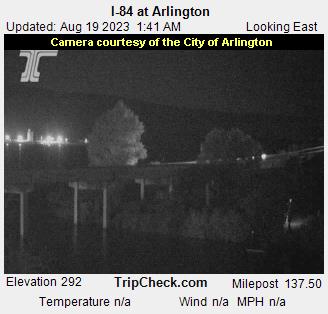 I-84 at Arlington
Updated: Aug 19 2023 1:41 AM Looking East
Camera courtesy of the City of Arlington
Elevation 292 TripCheck.com Milepost 137.50
Temperature n/a Wind n/a MPH n/a